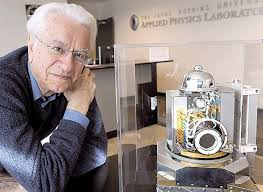 THE JOHNS HOPKINS UNIVERSITY
APPLIED PHYSICS LABORATORY